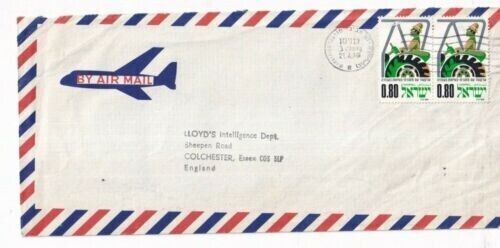 0.80 ישראל
0.80 ישראל
BY AIR MAIL
LLOYD'S Intelligence Dept.
Sheepen Road
COLCHESTER, Essex CO3 3LP
England